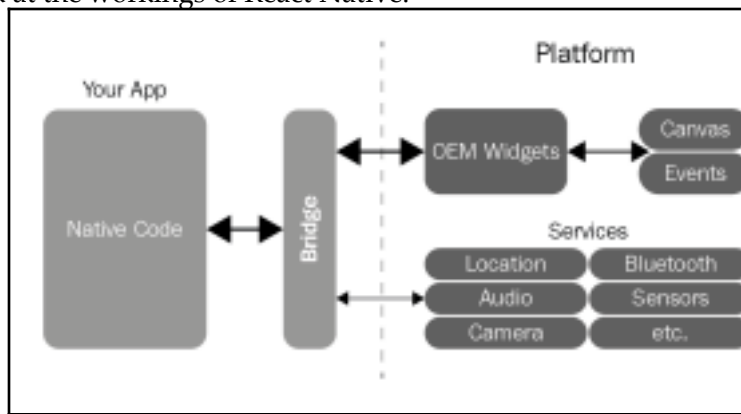 at the workings of React Native.
Platform
Your App
OEM Widgets
Canvas
Events
Native Code
Bridge
Services
Location
Bluetooth
Audio
Sensors
Camera
etc.